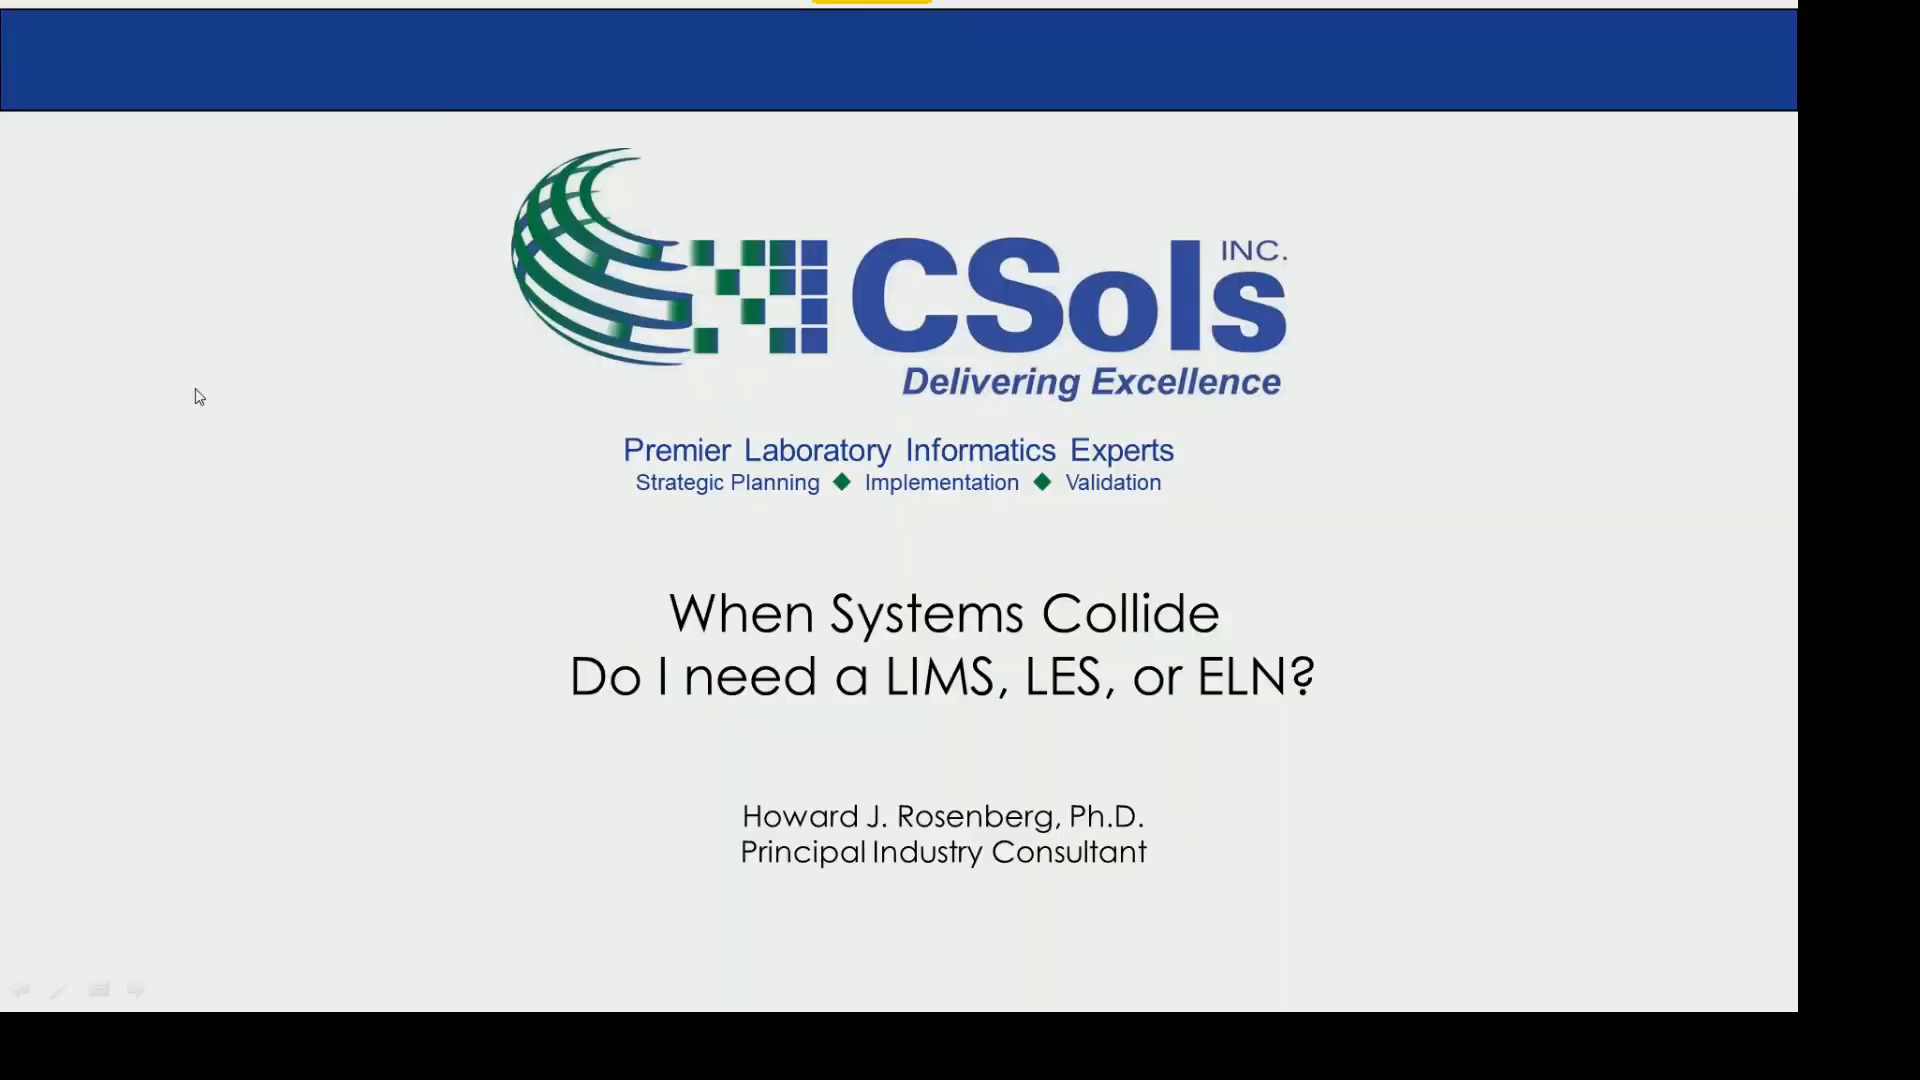 CSols INC.
Delivering Excellence
Premier Laboratory Informatics Experts
Strategic Planning ◆ Implementation ◆ Validation
When Systems Collide
Do I need a LIMS, LES, or ELN?
Howard J. Rosenberg, Ph.D.
Principal Industry Consultant